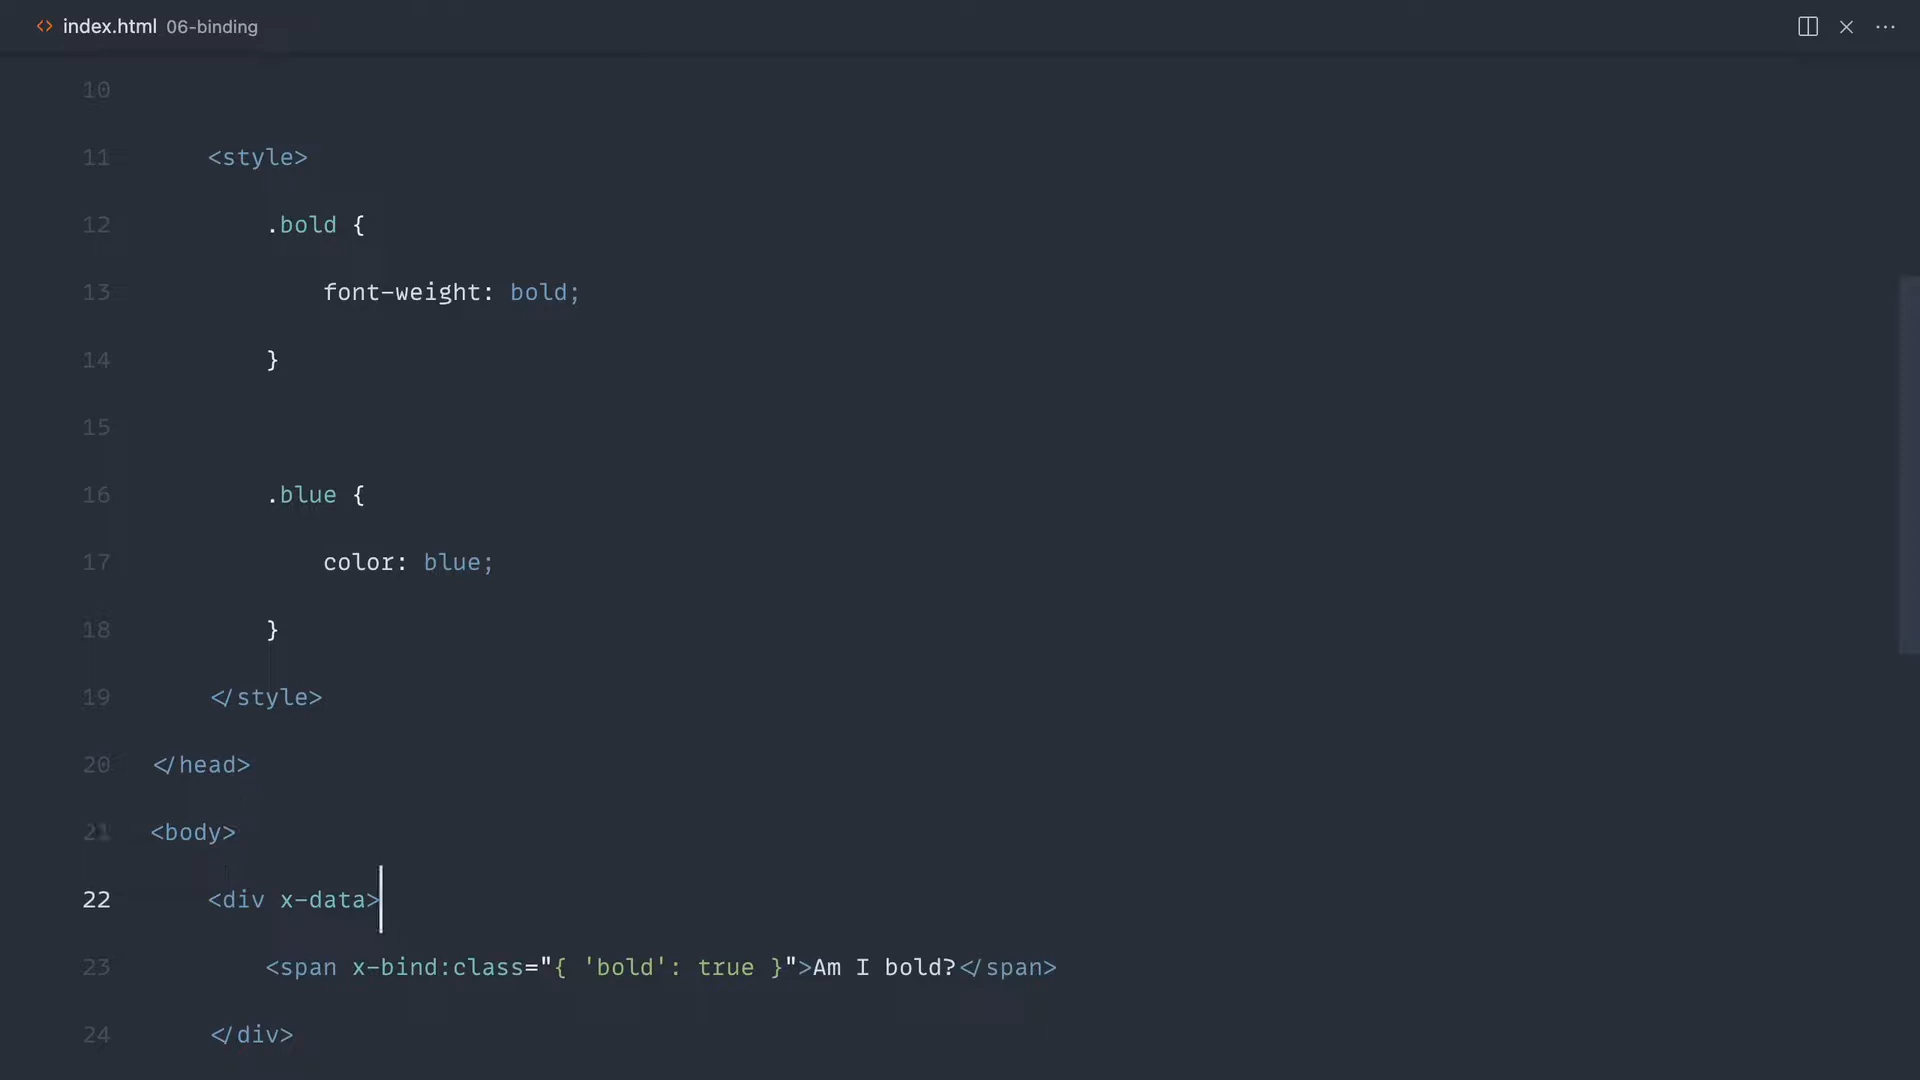 index.html 06-binding
10
11 <style>
12 .bold {
13 font-weight: bold;
14 }
15
16 .blue {
17 color: blue;
18 }
19 </style>
20 </head>
21 <body>
22 <div x-data>
23 <span x-bind:class="{ 'bold': true }">Am I bold?</span>
24 </div>